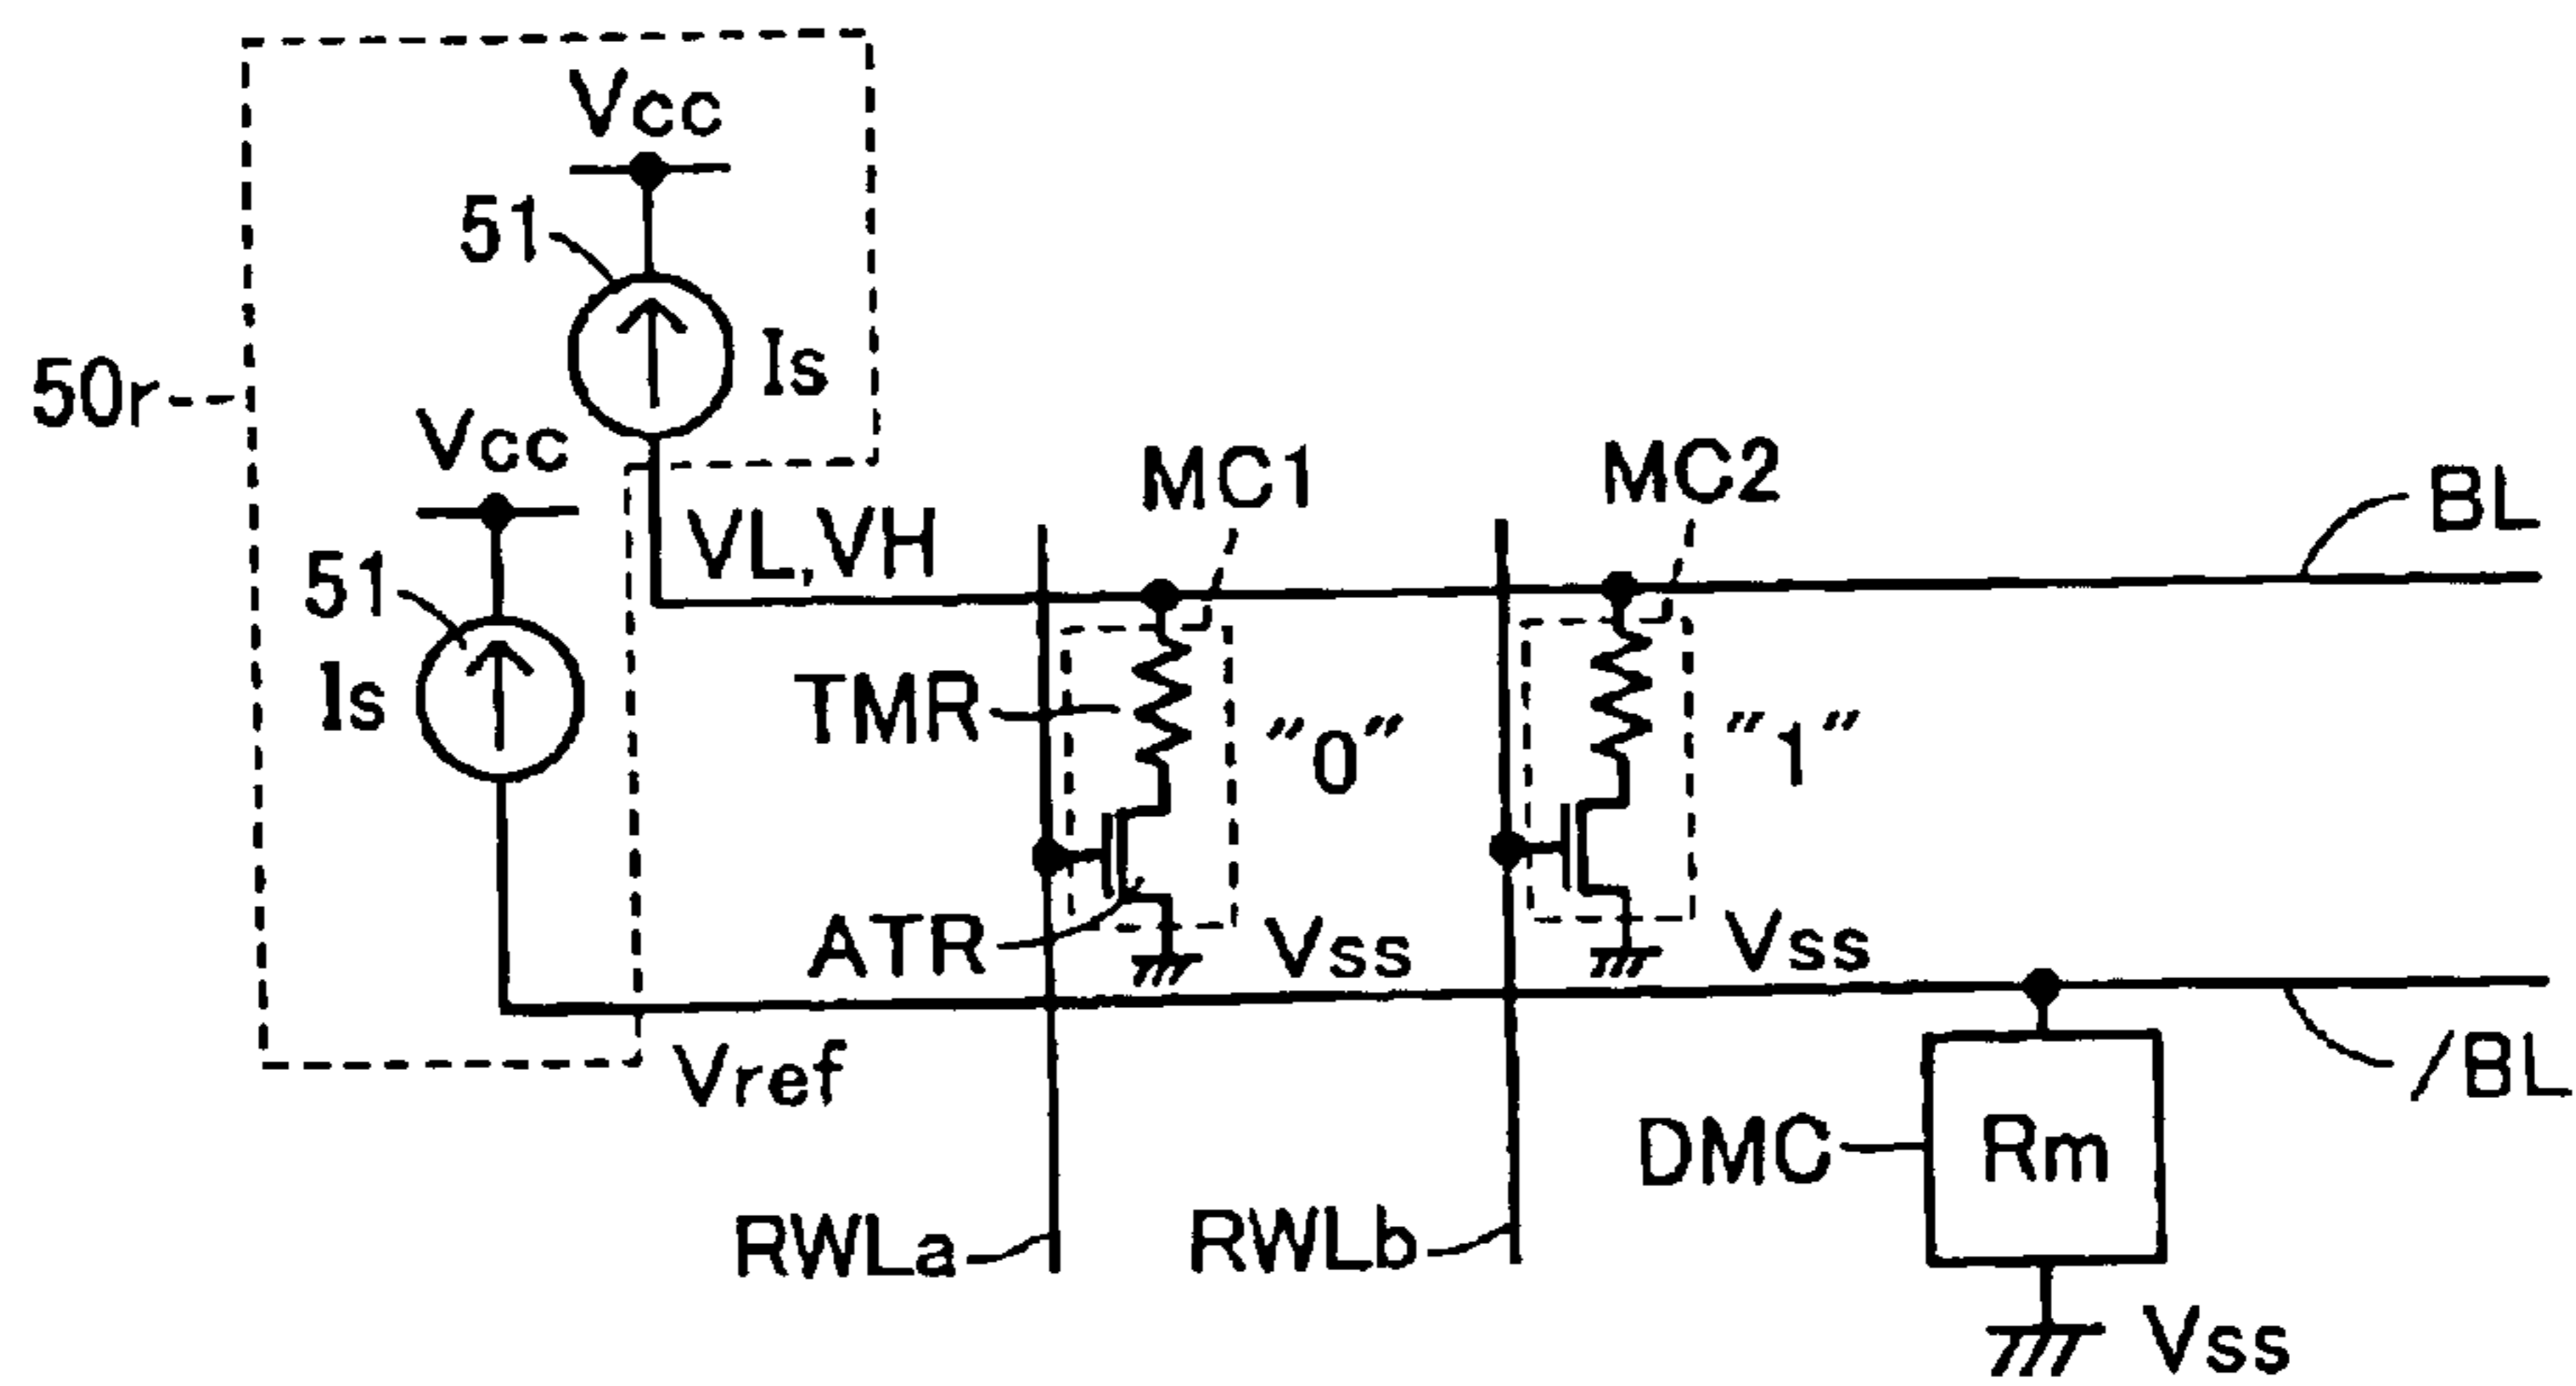 Vcc
51
Is
50r
Vcc
MC1
MC2
BL
VL,VH
51
Is
TMR
"0"
"1"
ATR
Vss
Vss
Vref
/BL
DMC
Rm
RWLa
RWLb
Vss